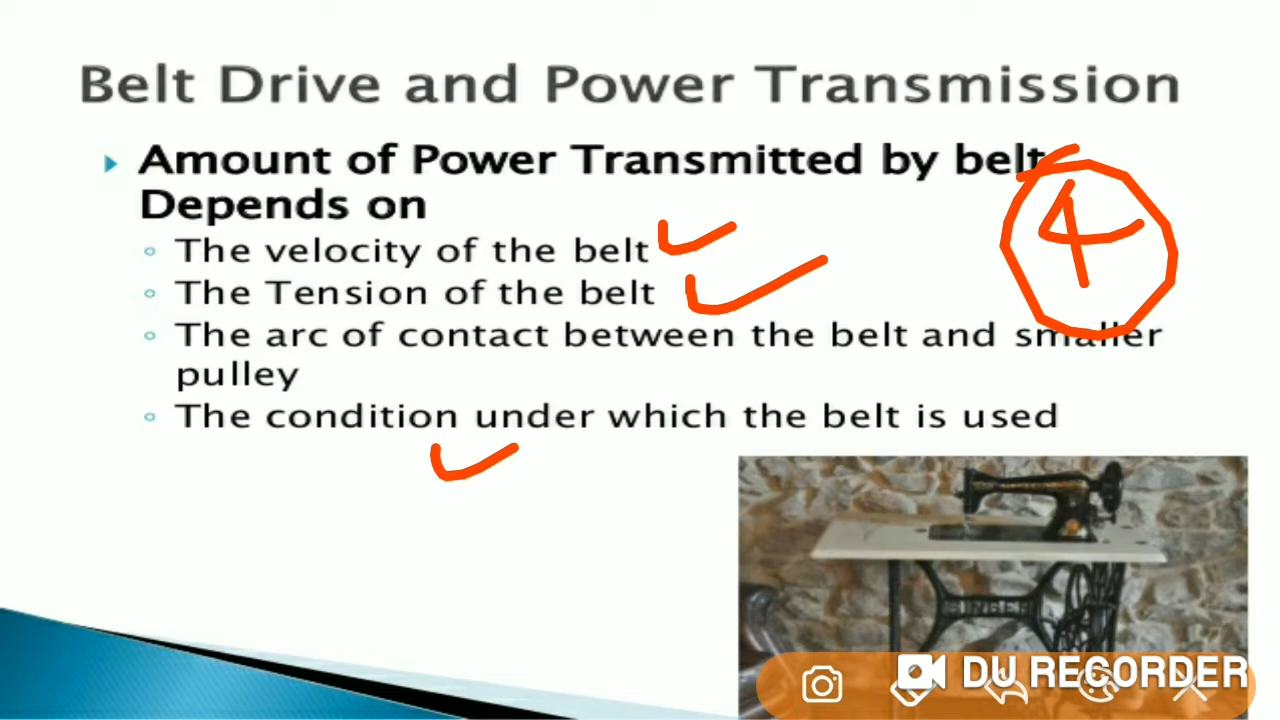 Belt Drive and Power Transmission
Amount of Power Transmitted by belt
Depends on
The velocity of the belt
The Tension of the belt
The arc of contact between the belt and smaller
pulley
The condition under which the belt is used
4
SINGER
DU RECORDER